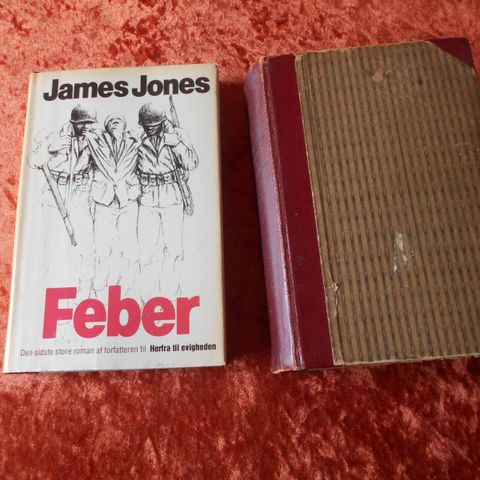 James Jones
Feber
Den sidste store roman af forfatteren til Herfra til evigheden